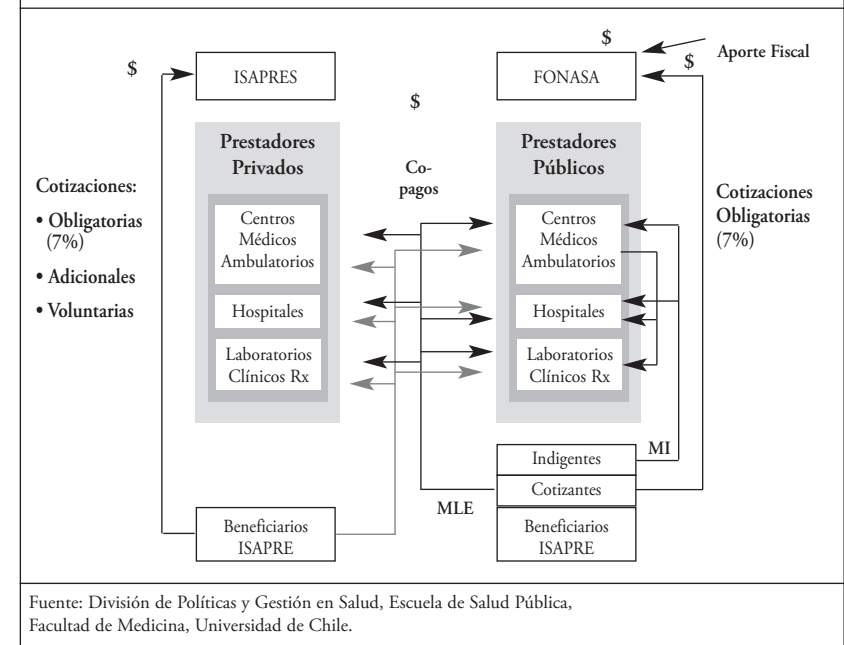 $
ISAPRES
$
FONASA
$
Aporte Fiscal
$
Prestadores
Privados
Co-
pagos
Prestadores
Públicos
Cotizaciones:
• Obligatorias
(7%)
• Adicionales
• Voluntarias
Centros
Médicos
Ambulatorios
Hospitales
Laboratorios
Clínicos Rx
Centros
Médicos
Ambulatorios
Hospitales
Laboratorios
Clínicos Rx
Cotizaciones
Obligatorias
(7%)
Indigentes
MI
Cotizantes
MLE
Beneficiarios
ISAPRE
Beneficiarios
ISAPRE
Fuente: División de Políticas y Gestión en Salud, Escuela de Salud Pública,
Facultad de Medicina, Universidad de Chile.